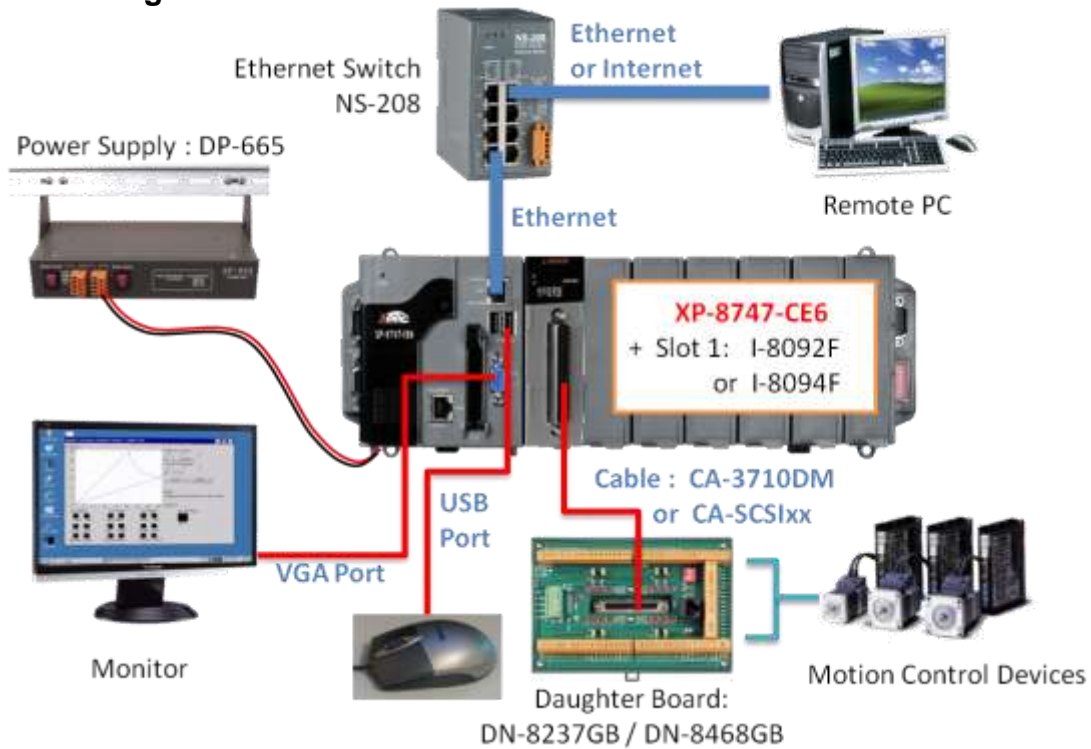 Ethernet Switch
NS-208
Ethernet
or Internet
Power Supply : DP-665
Remote PC
Ethernet
XP-8747-CE6
+ Slot 1: I-8092F
or I-8094F
USB
Port
Cable : CA-3710DM
or CA-SCSIxx
VGA Port
Monitor
Daughter Board:
DN-8237GB / DN-8468GB
Motion Control Devices